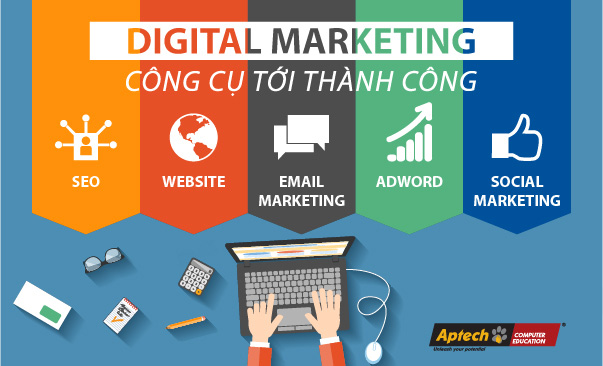 DIGITAL MARKETING
CÔNG CỤ TỚI THÀNH CÔNG
SEO
WEBSITE
EMAIL
MARKETING
ADWORD
SOCIAL
MARKETING
Aptech
COMPUTER
EDUCATION
®
Unleash your potential